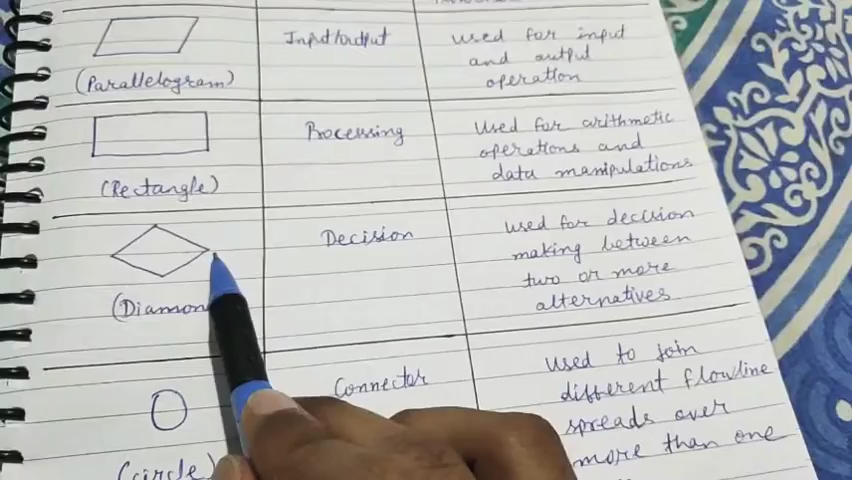 Input/output
used for input
and output
operation
(Parallelogram)
Processing
used for arithmetic
operations and
data manipulations
(Rectangle)
Decision
used for decision
making between
two or more
alternatives
(Diamon
Connector
used to join
different flowline
spreads over
more than one
(circle)